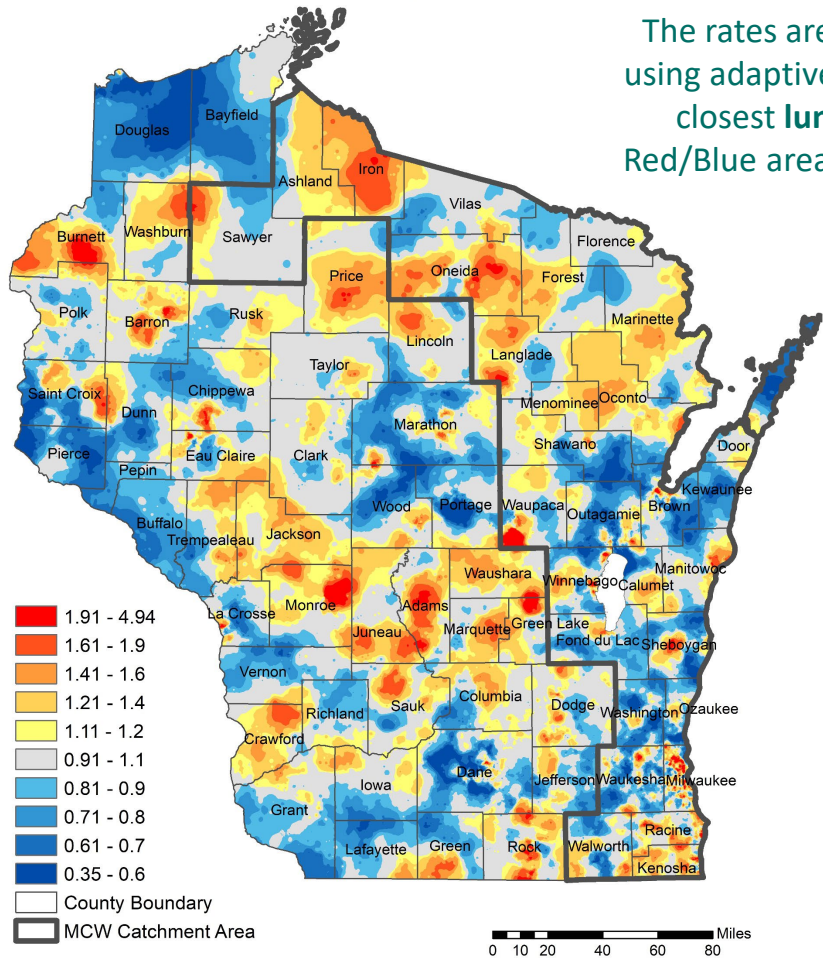 The rates are
using adaptive
closest lun
Red/Blue area
Douglas
Bayfield
Ashland
Iron
Vilas
Burnett
Washburn
Sawyer
Florence
Price
Oneida
Forest
Polk
Barron
Rusk
Lincoln
Marinette
Langlade
Taylor
Saint Croix
Dunn
Chippewa
Menominee
Oconto
Marathon
Shawano
Pierce
Pepin
Eau Claire
Clark
Door
Kewaunee
Buffalo
Trempealeau
Jackson
Wood
Portage
Waupaca
Outagamie
Brown
Waushara
Winnebago
Calumet
Manitowoc
La Crosse
Monroe
Adams
Juneau
Marquette
Green Lake
Fond du Lac
Sheboygan
Vernon
Richland
Sauk
Columbia
Dodge
Washington
Ozaukee
Crawford
Iowa
Dane
Jefferson
Waukesha
Milwaukee
Grant
Lafayette
Green
Rock
Walworth
Racine
Kenosha
1.91 - 4.94
1.61 - 1.9
1.41 - 1.6
1.21 - 1.4
1.11 - 1.2
0.91 - 1.1
0.81 - 0.9
0.71 - 0.8
0.61 - 0.7
0.35 - 0.6
County Boundary
MCW Catchment Area
Miles
0 10 20 40 60 80